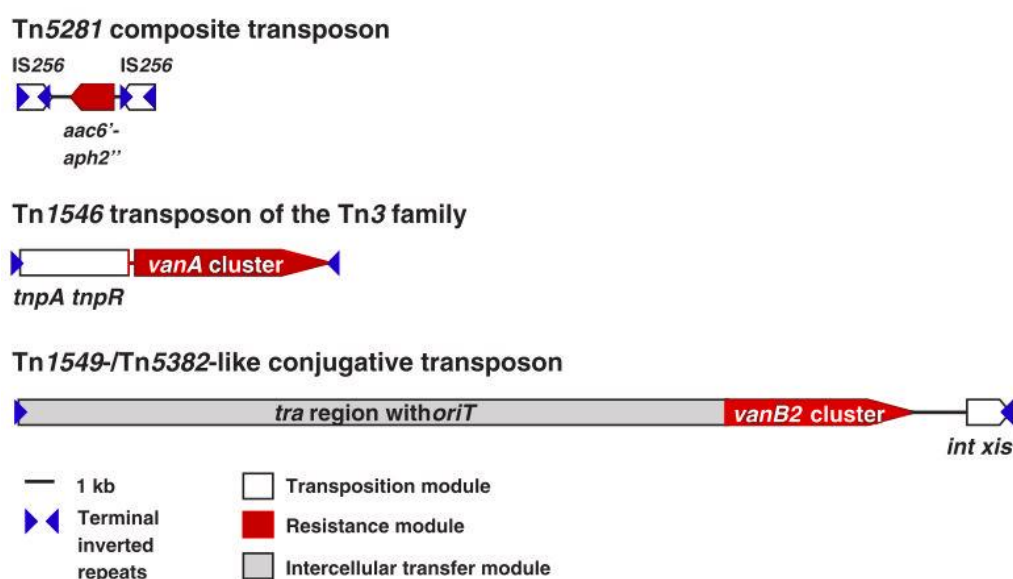 Tn5281 composite transposon
IS256 IS256
aac6'-
aph2''
Tn1546 transposon of the Tn3 family
vanA cluster
tnpA tnpR
Tn1549-/Tn5382-like conjugative transposon
tra region withoriT
vanB2 cluster
int xis
1 kb
Transposition module
Terminal
inverted
repeats
Resistance module
Intercellular transfer module